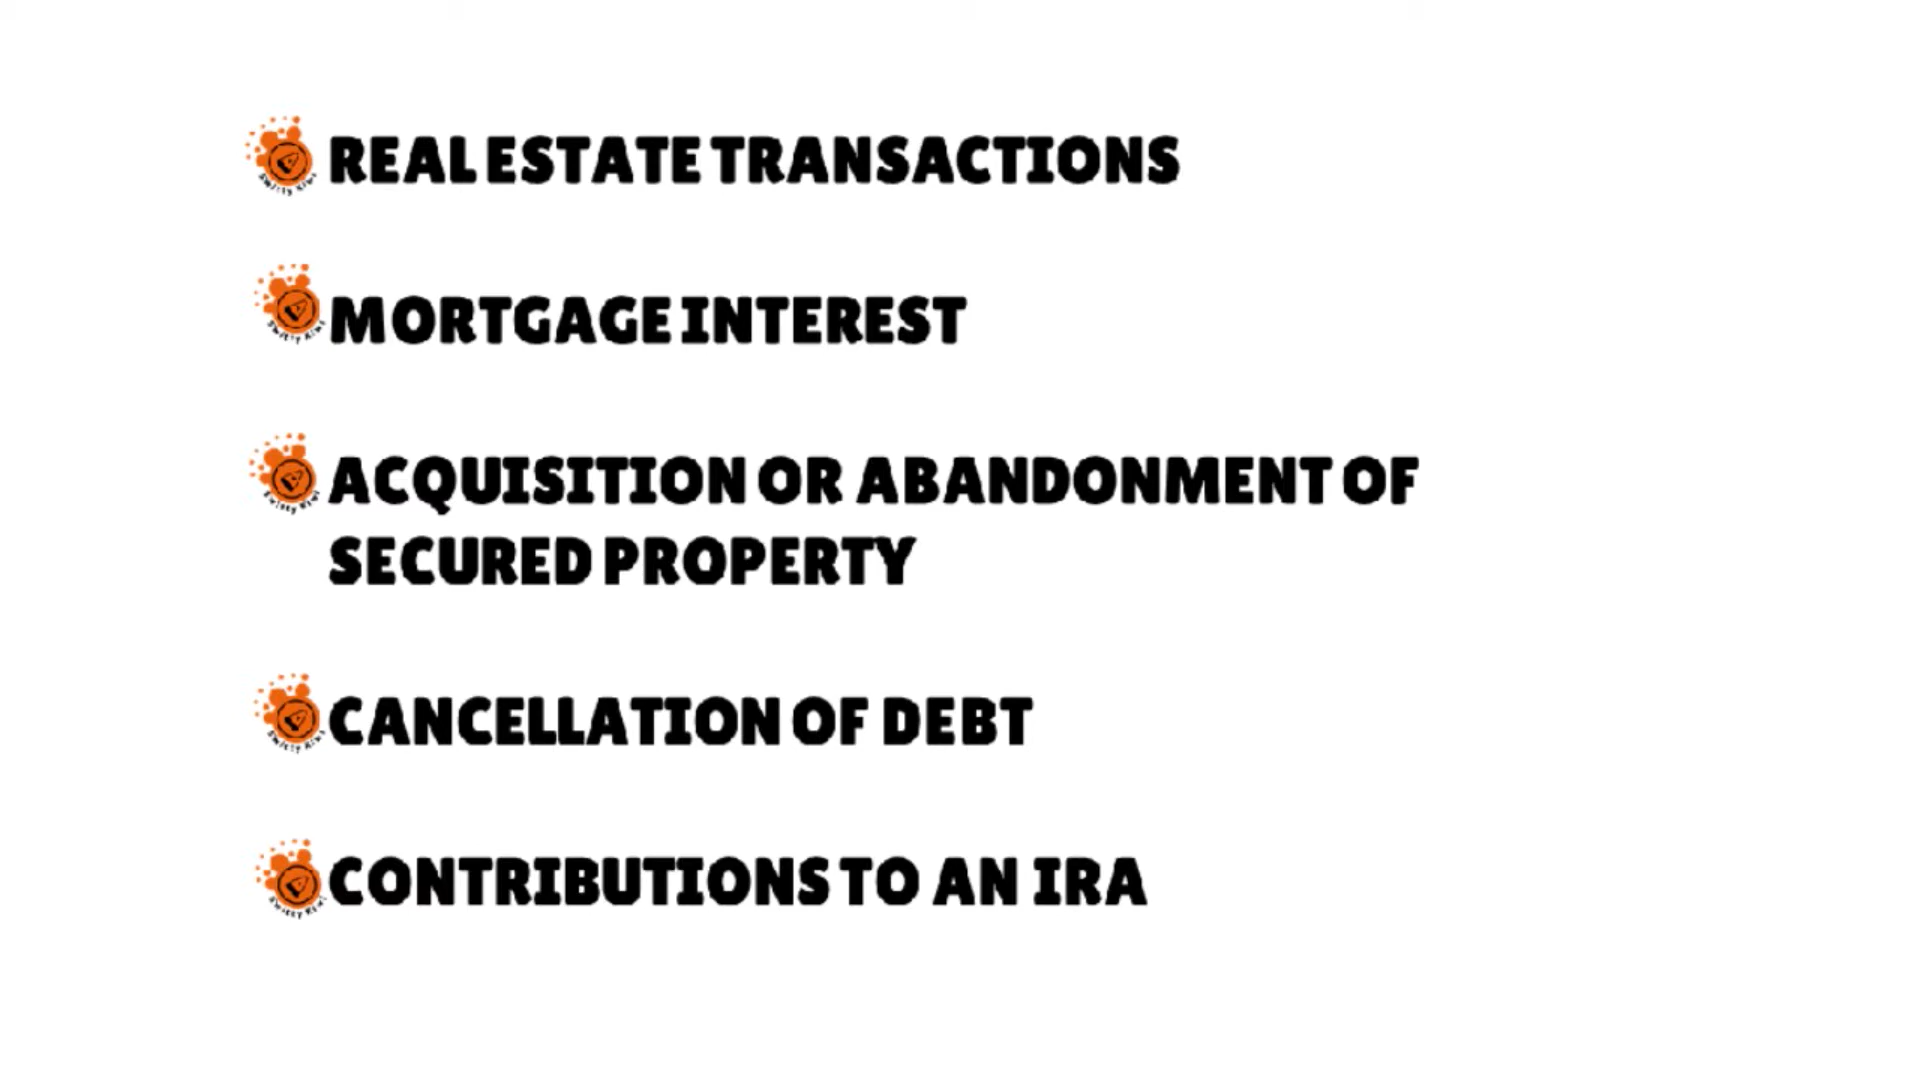 REAL ESTATE TRANSACTIONS
MORTGAGE INTEREST
ACQUISITION OR ABANDONMENT OF
SECURED PROPERTY
CANCELLATION OF DEBT
CONTRIBUTIONS TO AN IRA